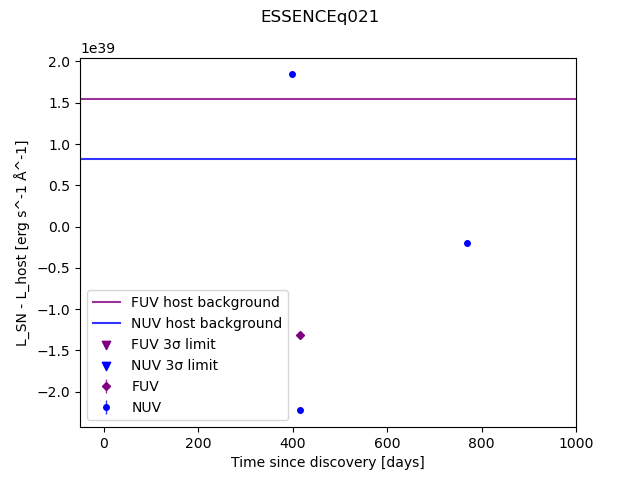 ESSENCEq021
1e39
2.0
1.5
1.0
0.5
0.0
−0.5
−1.0
−1.5
−2.0
L_SN - L_host [erg s^-1 Å^-1]
FUV host background
NUV host background
FUV 3σ limit
NUV 3σ limit
FUV
NUV
0 200 400 600 800 1000
Time since discovery [days]